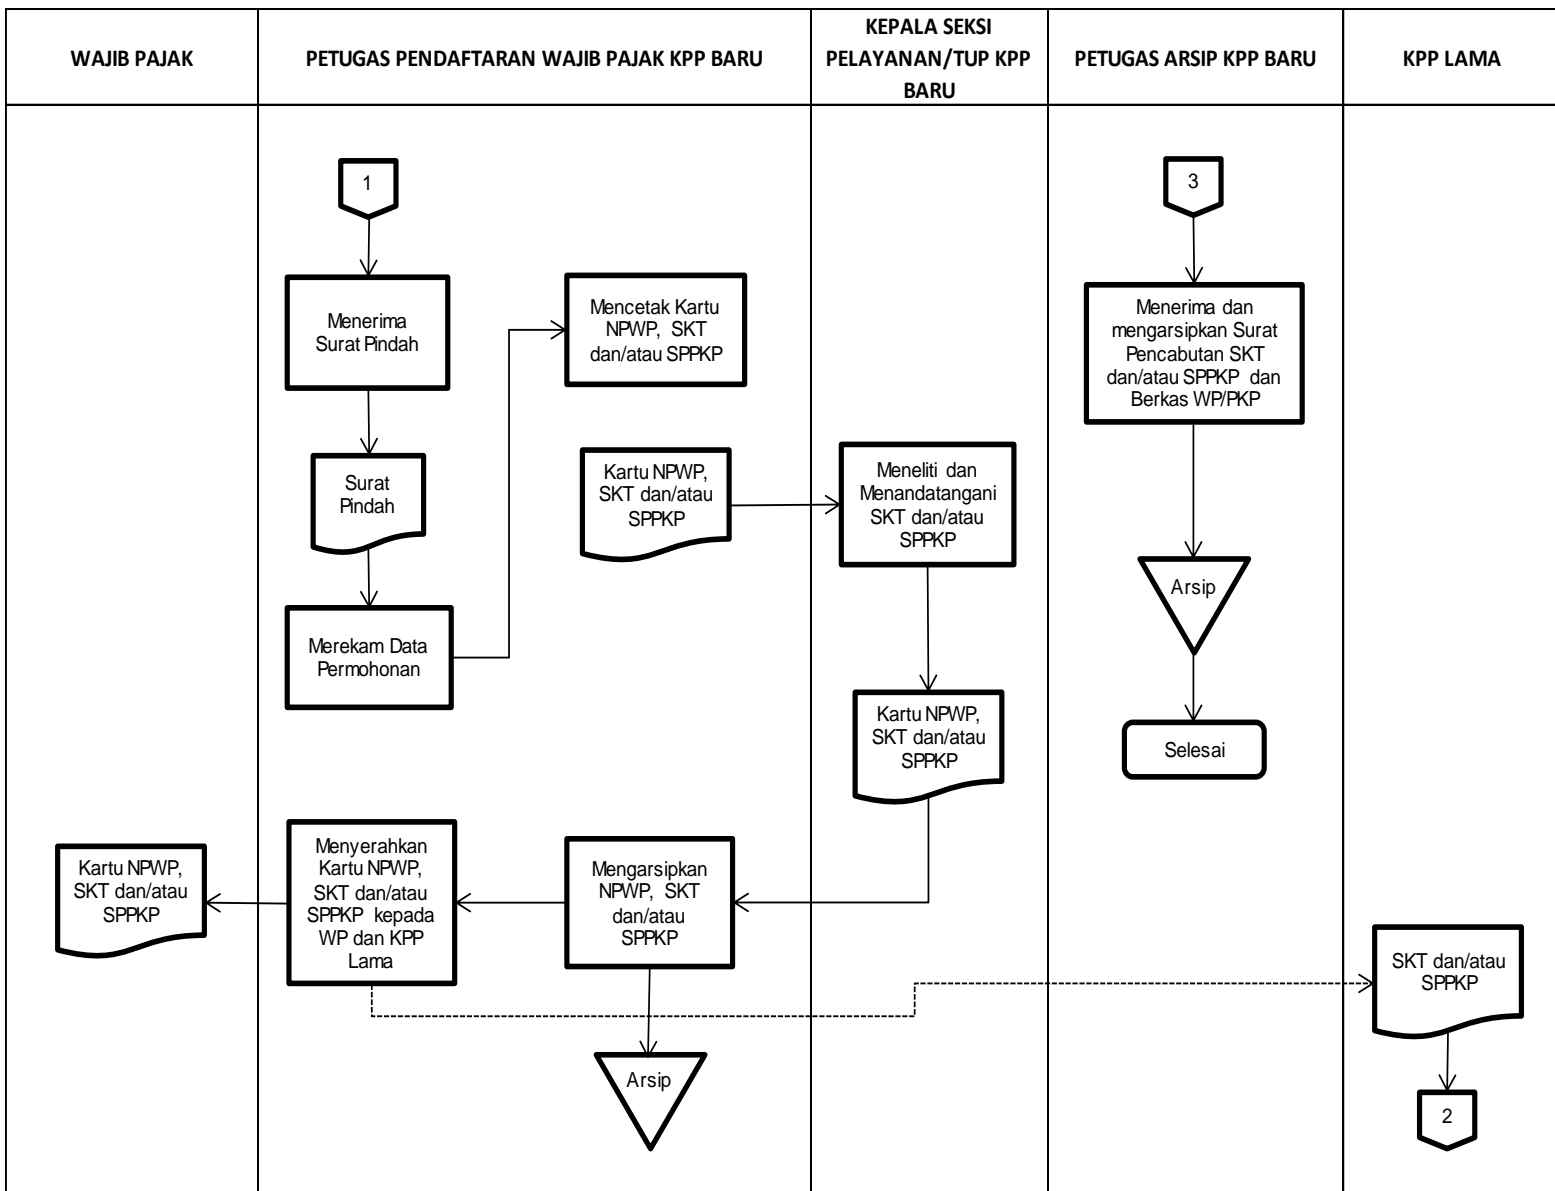 WAJIB PAJAK
PETUGAS PENDAFTARAN WAJIB PAJAK KPP BARU
KEPALA SEKSI
PELAYANAN/TUP KPP
BARU
PETUGAS ARSIP KPP BARU
KPP LAMA
1
Menerima
Surat Pindah
Surat
Pindah
Merekam Data
Permohonan
Mencetak Kartu
NPWP, SKT
dan/atau SPPKP
Kartu NPWP,
SKT dan/atau
SPPKP
Meneliti dan
Menandatangani
SKT dan/atau
SPPKP
Kartu NPWP,
SKT dan/atau
SPPKP
Mengarsipkan
NPWP, SKT
dan/atau
SPPKP
Arsip
Menyerahkan
Kartu NPWP,
SKT dan/atau
SPPKP kepada
WP dan KPP
Lama
Kartu NPWP,
SKT dan/atau
SPPKP
SKT dan/atau
SPPKP
2
3
Menerima dan
mengarsipkan Surat
Pencabutan SKT
dan/atau SPPKP dan
Berkas WP/PKP
Arsip
Selesai